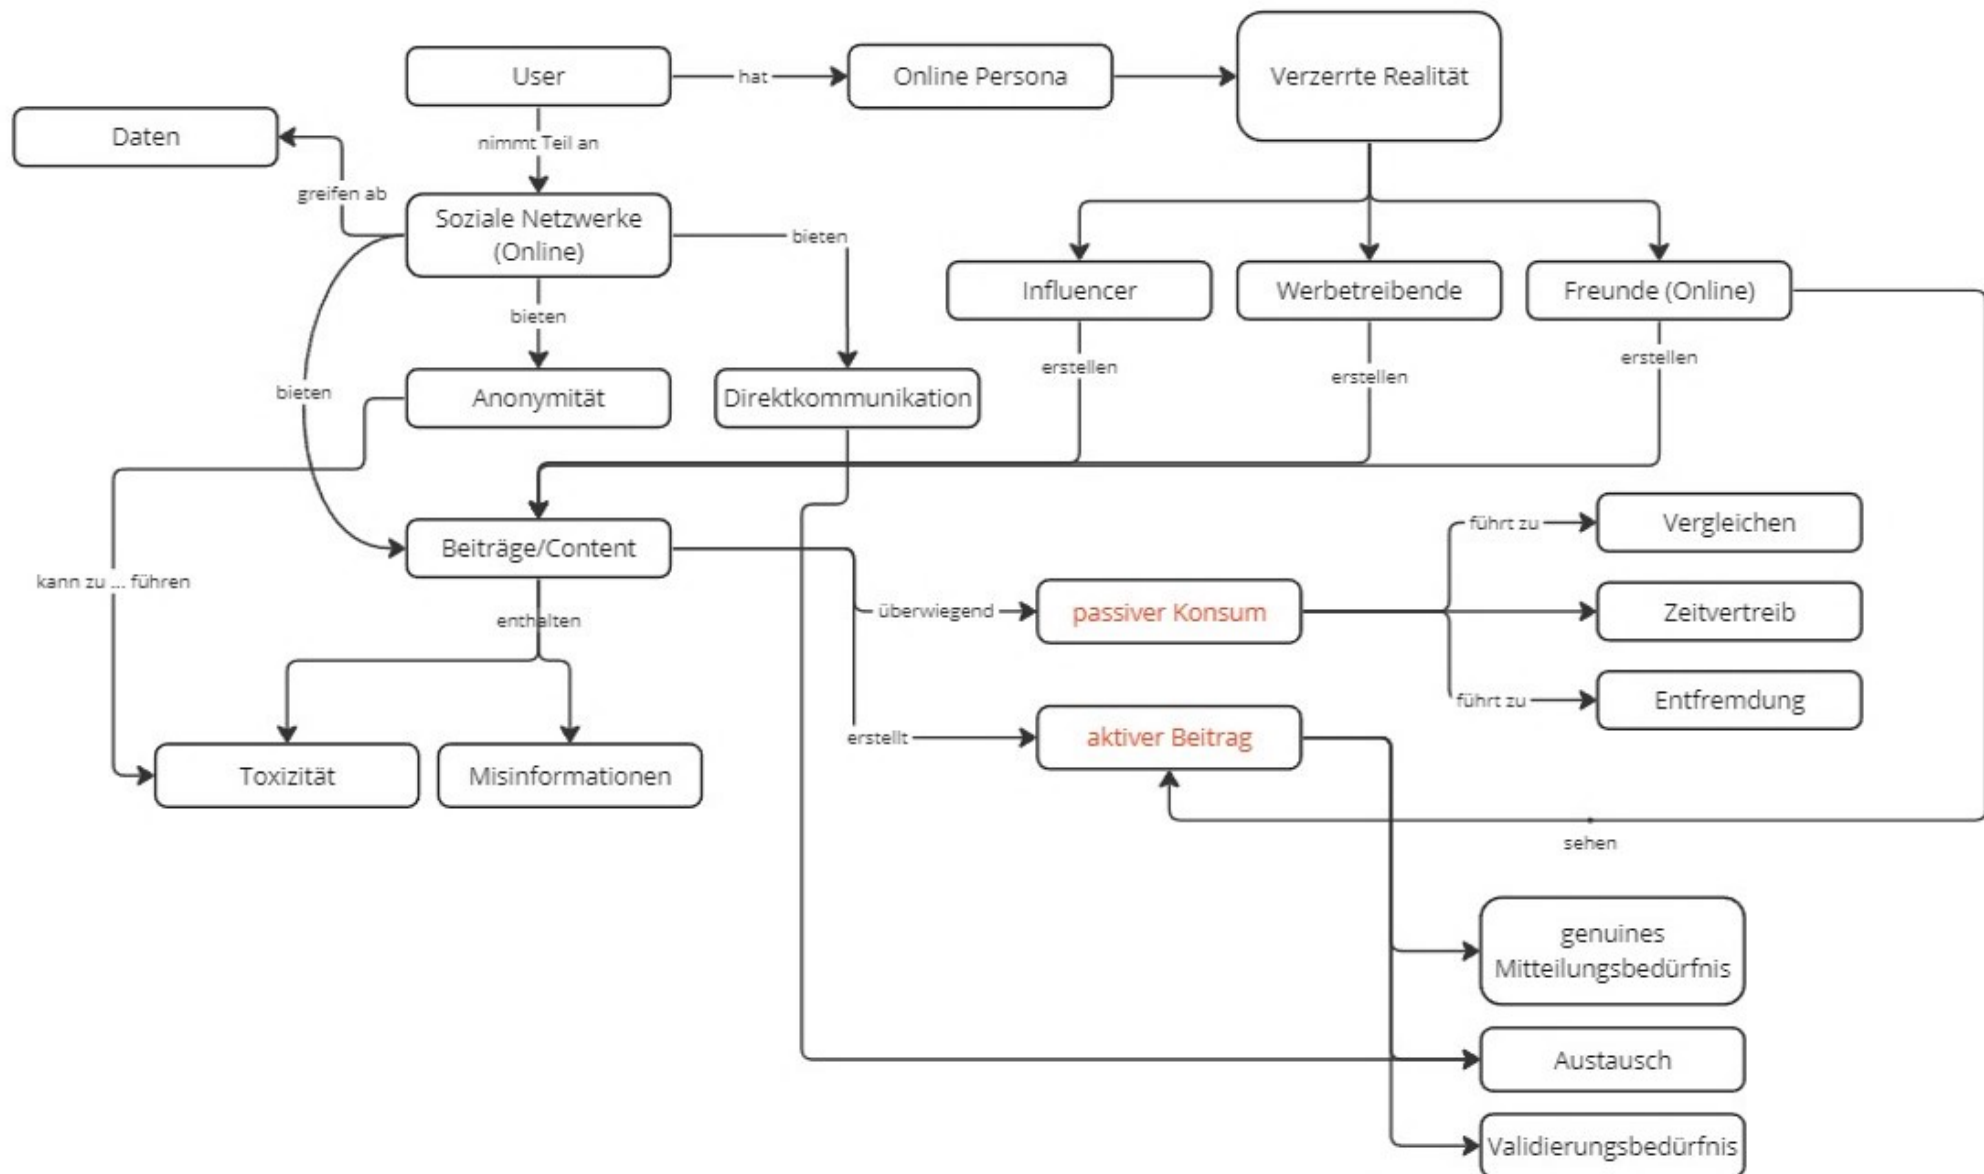 User
hat
Online Persona
Verzerrte Realität
Daten
nimmt Teil an
greifen ab
Soziale Netzwerke
(Online)
bieten
Influencer
Werbetreibende
Freunde (Online)
bieten
erstellen
erstellen
erstellen
bieten
Anonymität
Direktkommunikation
Beiträge/Content
führt zu
Vergleichen
kann zu ... führen
enthalten
überwiegend
passiver Konsum
Zeitvertreib
führt zu
Entfremdung
erstellt
aktiver Beitrag
Toxizität
Misinformationen
sehen
genuines
Mitteilungsbedürfnis
Austausch
Validierungsbedürfnis